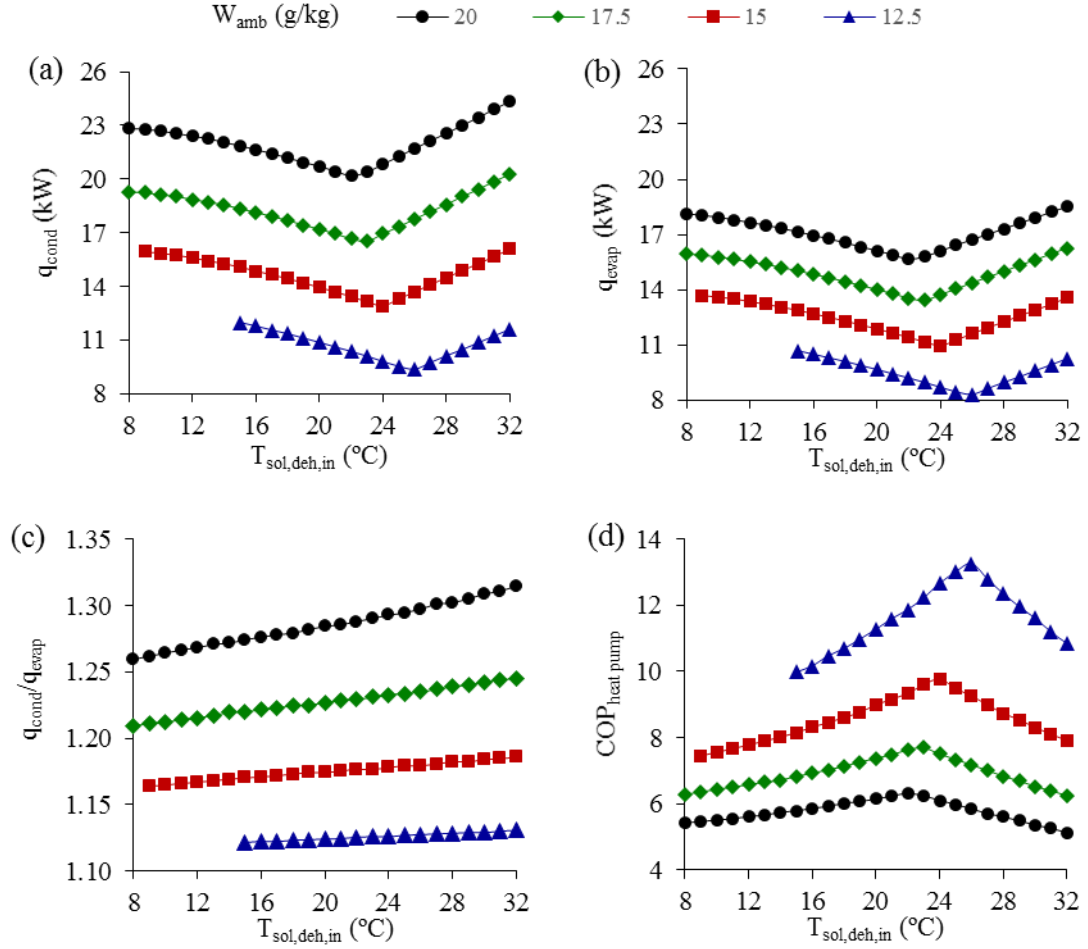 W_amb (g/kg) 20 17.5 15 12.5
(a) (b)
26 26
23 23
20 20
17 17
14 14
11 11
8 8
q_cond (kW) q_evap (kW)
8 12 16 20 24 28 32 8 12 16 20 24 28 32
T_sol,deh,in (ºC) T_sol,deh,in (ºC)
(c) (d)
1.35 14
1.30 12
1.25 10
1.20 8
1.15 6
1.10 4
q_cond/q_evap COP_heat pump
8 12 16 20 24 28 32 8 12 16 20 24 28 32
T_sol,deh,in (ºC) T_sol,deh,in (ºC)